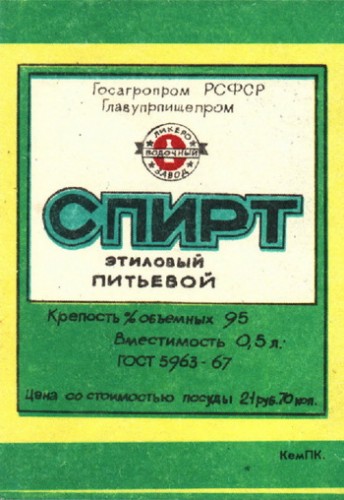 Госагропром РСФСР
Главупрпищепром
ЛИКЕРО
ВОДОЧНЫЙ
ЗАВОД
СПИРТ
ЭТИЛОВЫЙ
ПИТЬЕВОЙ
Крепость % объемных 95
Вместимость 0,5 л.
ГОСТ 5963-67
Цена со стоимостью посуды 21 руб. 70 коп.
КемПК.